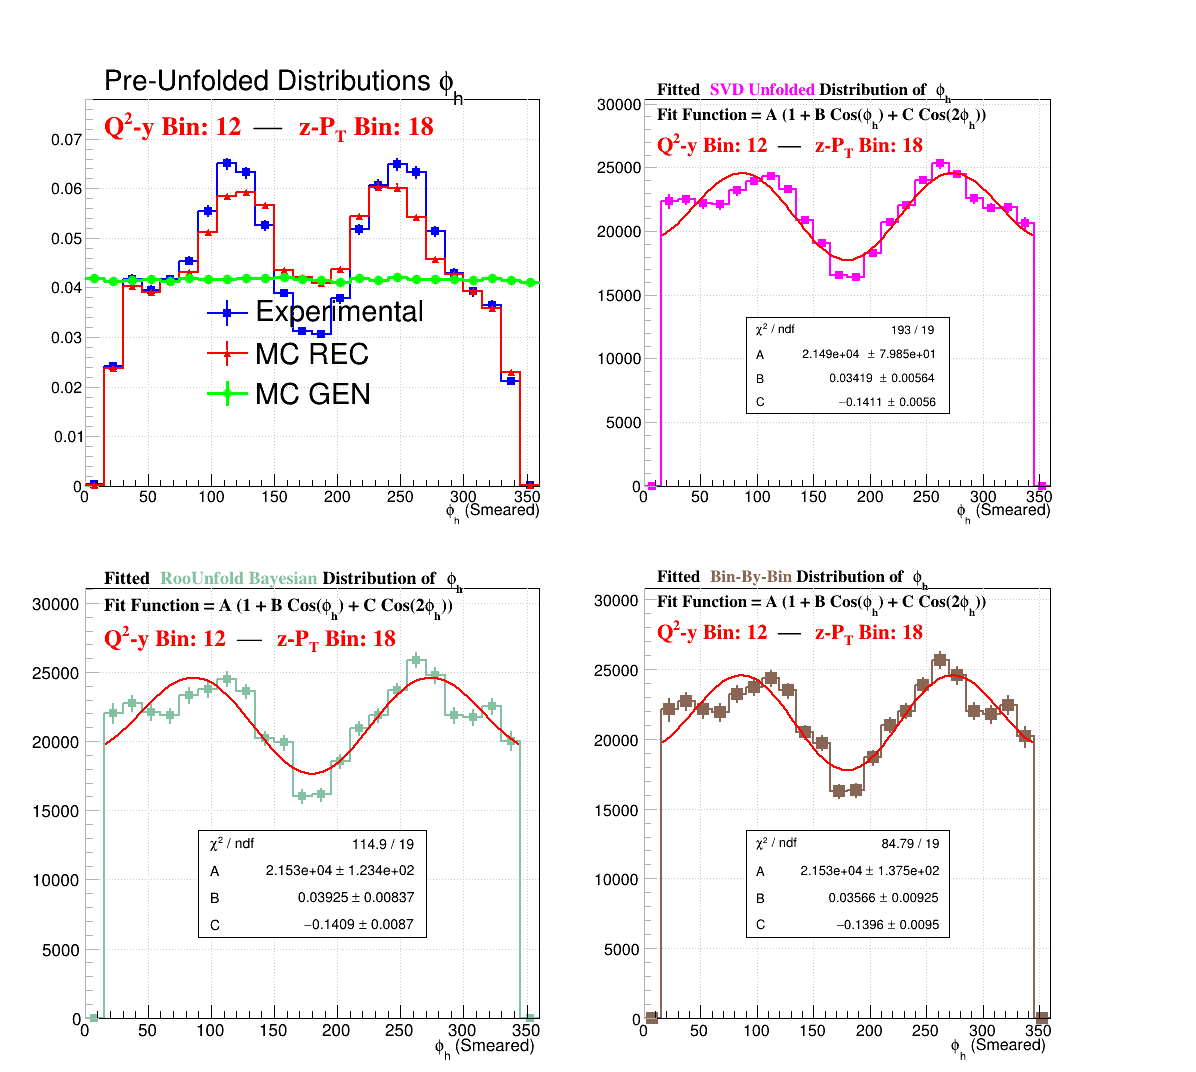 Pre-Unfolded Distributions ϕh
Q²-y Bin: 12 — z-PT Bin: 18
0.07
0.06
0.05
0.04
0.03
0.02
0.01
0
Experimental
MC REC
MC GEN
0 50 100 150 200 250 300 350
ϕh (Smeared)
Fitted SVD Unfolded Distribution of ϕh
Fit Function = A (1 + B Cos(ϕh) + C Cos(2ϕh))
Q²-y Bin: 12 — z-PT Bin: 18
30000
25000
20000
15000
10000
5000
0
χ² / ndf 193 / 19
A 2.149e+04 ± 7.985e+01
B 0.03419 ± 0.00564
C −0.1411 ± 0.0056
0 50 100 150 200 250 300 350
ϕh (Smeared)
Fitted RooUnfold Bayesian Distribution of ϕh
Fit Function = A (1 + B Cos(ϕh) + C Cos(2ϕh))
Q²-y Bin: 12 — z-PT Bin: 18
30000
25000
20000
15000
10000
5000
0
χ² / ndf 114.9 / 19
A 2.153e+04 ± 1.234e+02
B 0.03925 ± 0.00837
C −0.1409 ± 0.0087
0 50 100 150 200 250 300 350
ϕh (Smeared)
Fitted Bin-By-Bin Distribution of ϕh
Fit Function = A (1 + B Cos(ϕh) + C Cos(2ϕh))
Q²-y Bin: 12 — z-PT Bin: 18
30000
25000
20000
15000
10000
5000
0
χ² / ndf 84.79 / 19
A 2.153e+04 ± 1.375e+02
B 0.03566 ± 0.00925
C −0.1396 ± 0.0095
0 50 100 150 200 250 300 350
ϕh (Smeared)